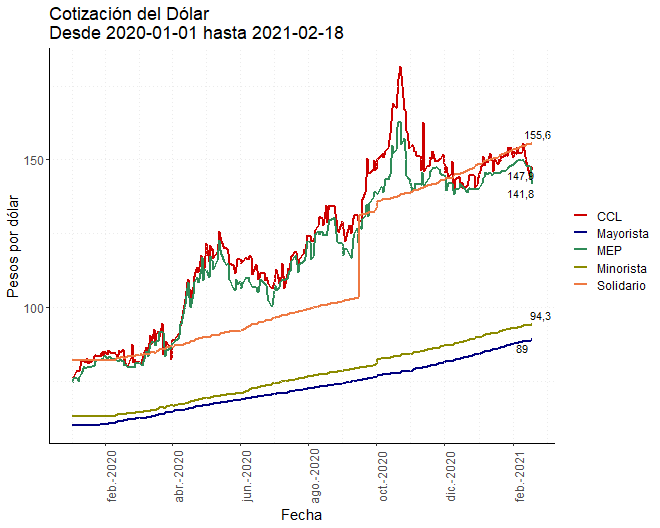 Cotización del Dólar
Desde 2020-01-01 hasta 2021-02-18
Pesos por dólar
150
100
155,6
147,9
141,8
94,3
89
CCL
Mayorista
MEP
Minorista
Solidario
feb.-2020
abr.-2020
jun.-2020
ago.-2020
oct.-2020
dic.-2020
feb.-2021
Fecha